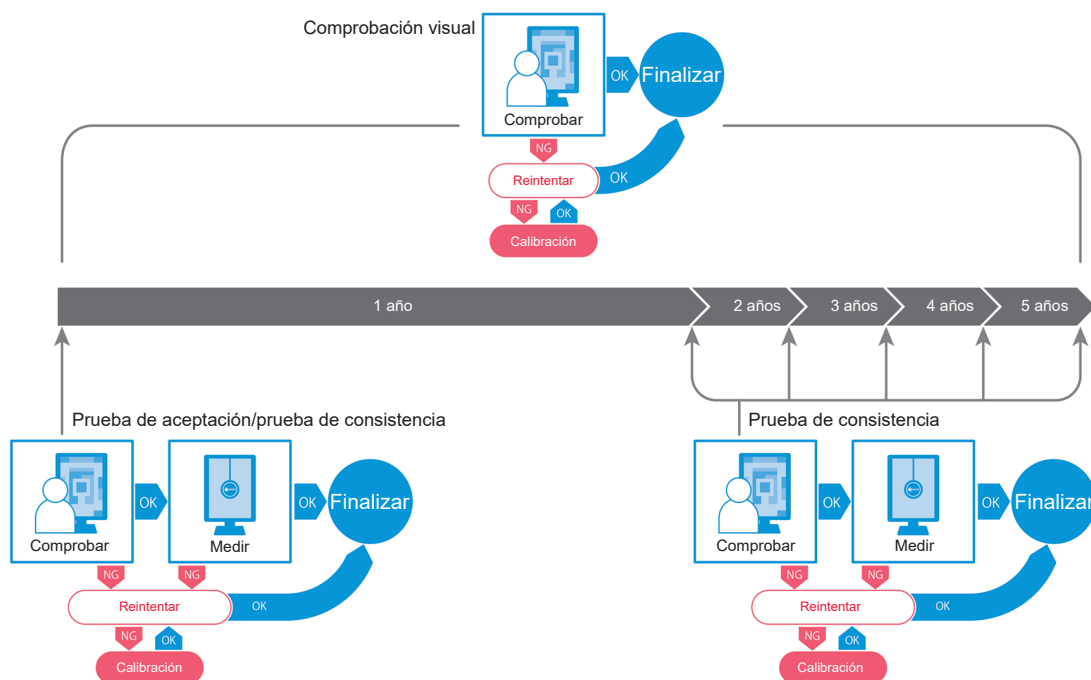 Comprobación visual
Comprobar
OK
Finalizar
NG
Reintentar
OK
NG
OK
Calibración
1 año
2 años
3 años
4 años
5 años
Prueba de aceptación/prueba de consistencia
Comprobar
OK
Medir
OK
Finalizar
NG
NG
Reintentar
OK
NG
OK
Calibración
Prueba de consistencia
Comprobar
OK
Medir
OK
Finalizar
NG
NG
Reintentar
OK
NG
OK
Calibración